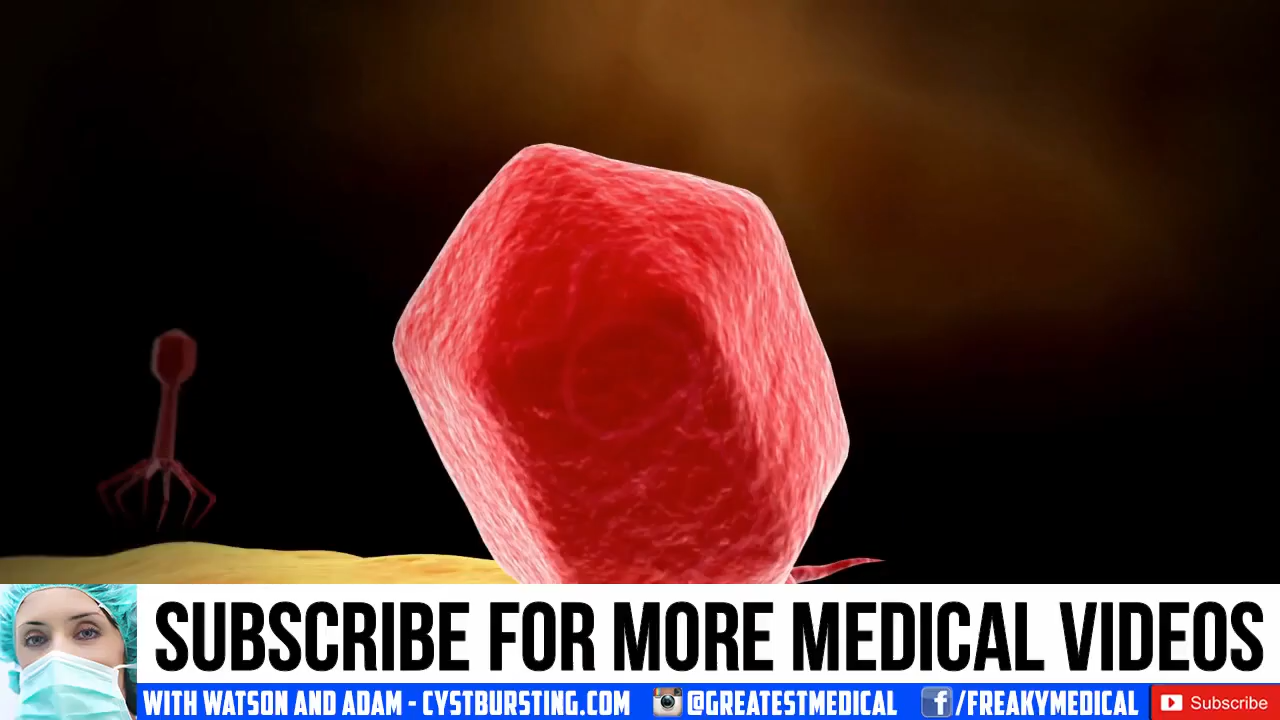 SUBSCRIBE FOR MORE MEDICAL VIDEOS
WITH WATSON AND ADAM - CYSTBURSTING.COM @GREATESTMEDICAL /FREAKYMEDICAL Subscribe